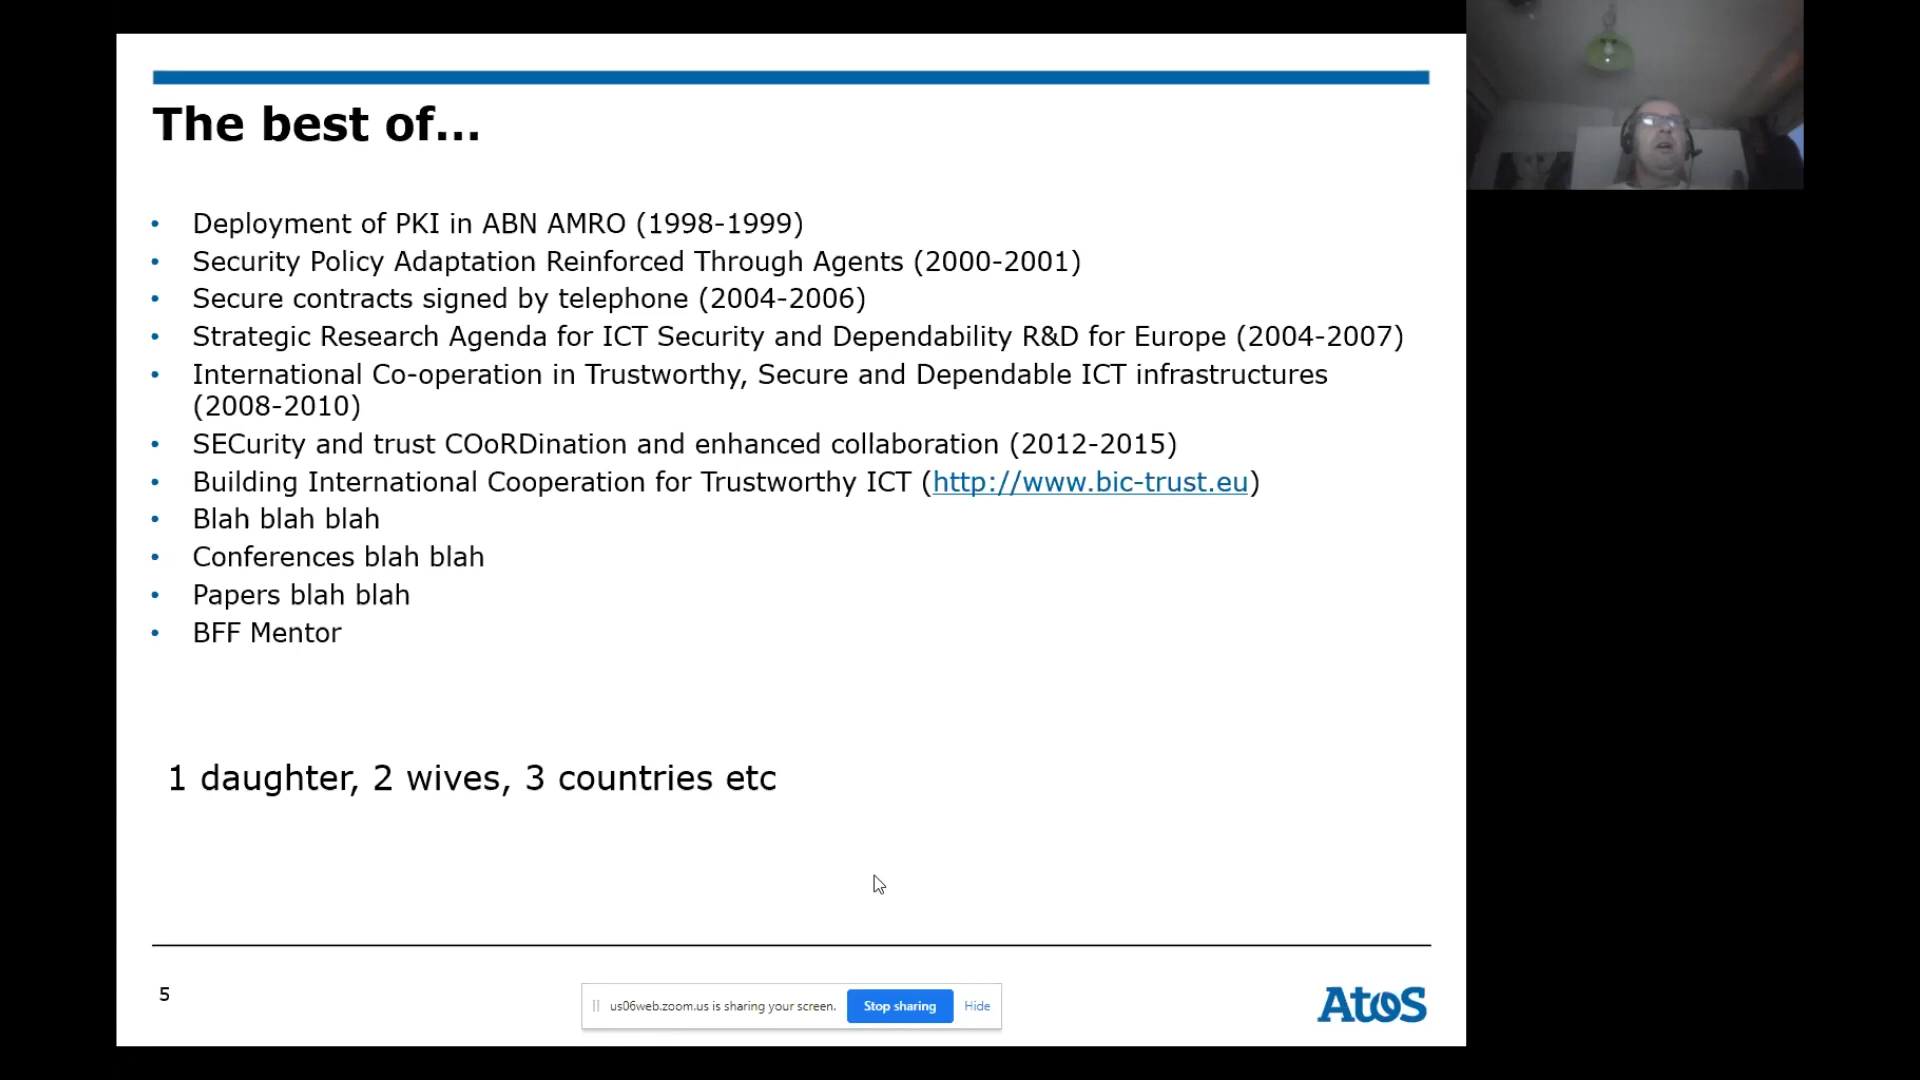 The best of...
• Deployment of PKI in ABN AMRO (1998-1999)
• Security Policy Adaptation Reinforced Through Agents (2000-2001)
• Secure contracts signed by telephone (2004-2006)
• Strategic Research Agenda for ICT Security and Dependability R&D for Europe (2004-2007)
• International Co-operation in Trustworthy, Secure and Dependable ICT infrastructures
(2008-2010)
• SECurity and trust COoRDination and enhanced collaboration (2012-2015)
• Building International Cooperation for Trustworthy ICT (http://www.bic-trust.eu)
• Blah blah blah
• Conferences blah blah
• Papers blah blah
• BFF Mentor
1 daughter, 2 wives, 3 countries etc
5
us06web.zoom.us is sharing your screen. Stop sharing Hide
Atos